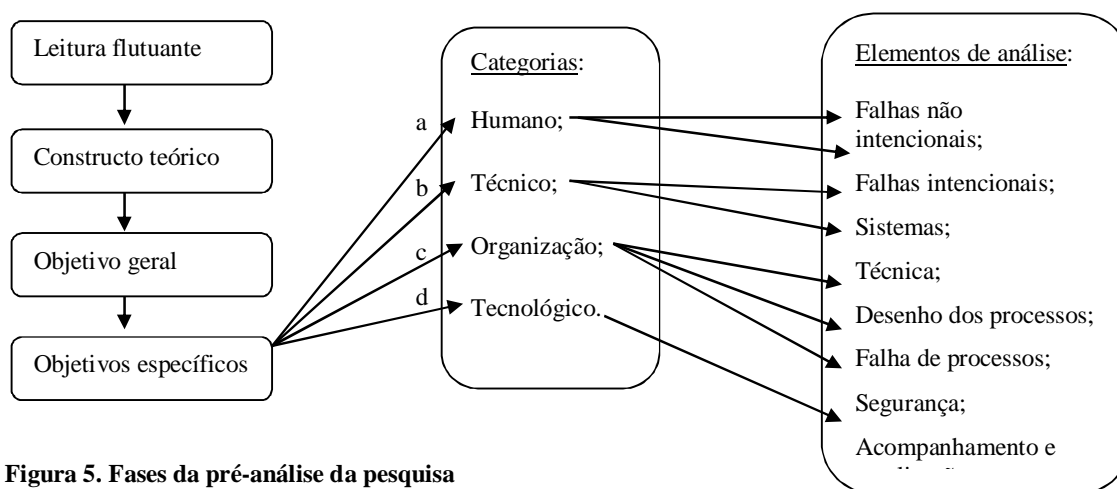 Leitura flutuante
Constructo teórico
Objetivo geral
Objetivos específicos
a
b
c
d
Categorias:
Humano;
Técnico;
Organização;
Tecnológico.
Elementos de análise:
Falhas não
intencionais;
Falhas intencionais;
Sistemas;
Técnica;
Desenho dos processos;
Falha de processos;
Segurança;
Acompanhamento e
Figura 5. Fases da pré-análise da pesquisa